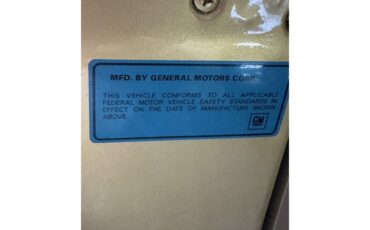 MFD. BY GENERAL MOTORS CORP.
THIS VEHICLE CONFORMS TO ALL APPLICABLE
FEDERAL MOTOR VEHICLE SAFETY STANDARDS IN
EFFECT ON THE DATE OF MANUFACTURE SHOWN
ABOVE
GM